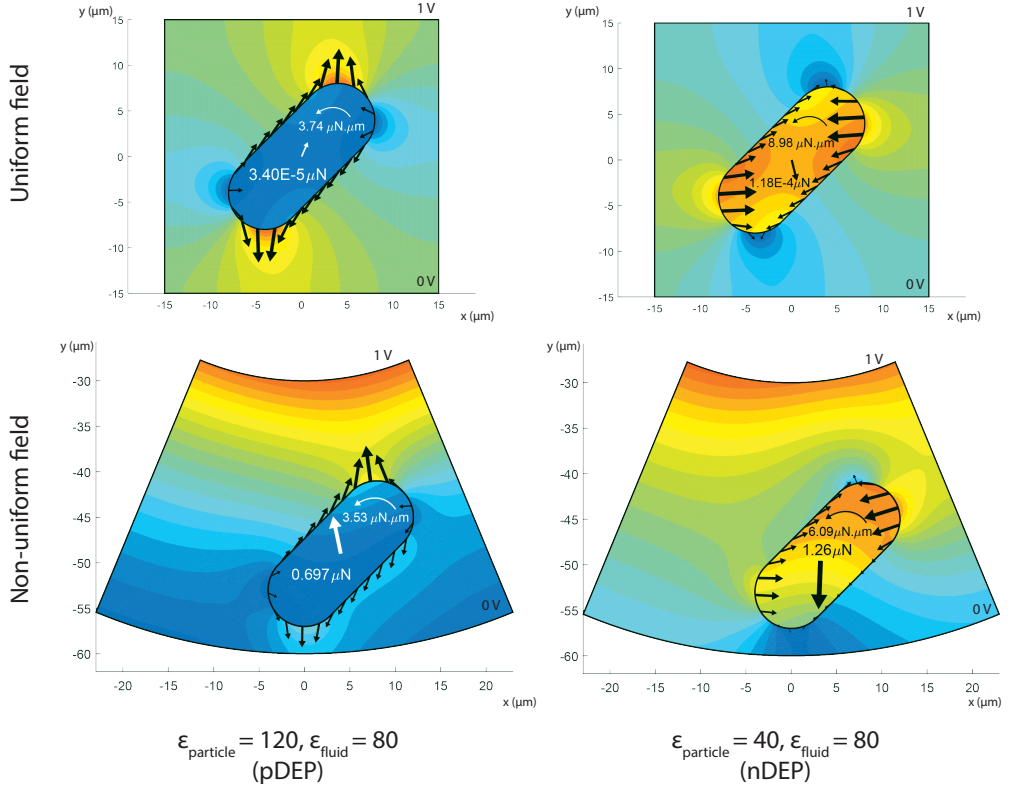 Uniform field
y (µm)
1 V
15
10
5
0
-5
-10
-15
3.74 µN.µm
3.40E-5 µN
0 V
-15
-10
-5
0
5
10
15
x (µm)
y (µm)
1 V
15
10
5
0
-5
-10
-15
8.98 µN.µm
1.18E-4 µN
0 V
-15
-10
-5
0
5
10
15
x (µm)
Non-uniform field
y (µm)
1 V
-30
-35
-40
-45
-50
-55
-60
3.53 µN.µm
0.697 µN
0 V
-20
-15
-10
-5
0
5
10
15
20
x (µm)
y (µm)
1 V
-30
-35
-40
-45
-50
-55
-60
6.09 µN.µm
1.26 µN
0 V
-20
-15
-10
-5
0
5
10
15
20
x (µm)
ε particle = 120, ε fluid = 80
(pDEP)
ε particle = 40, ε fluid = 80
(nDEP)